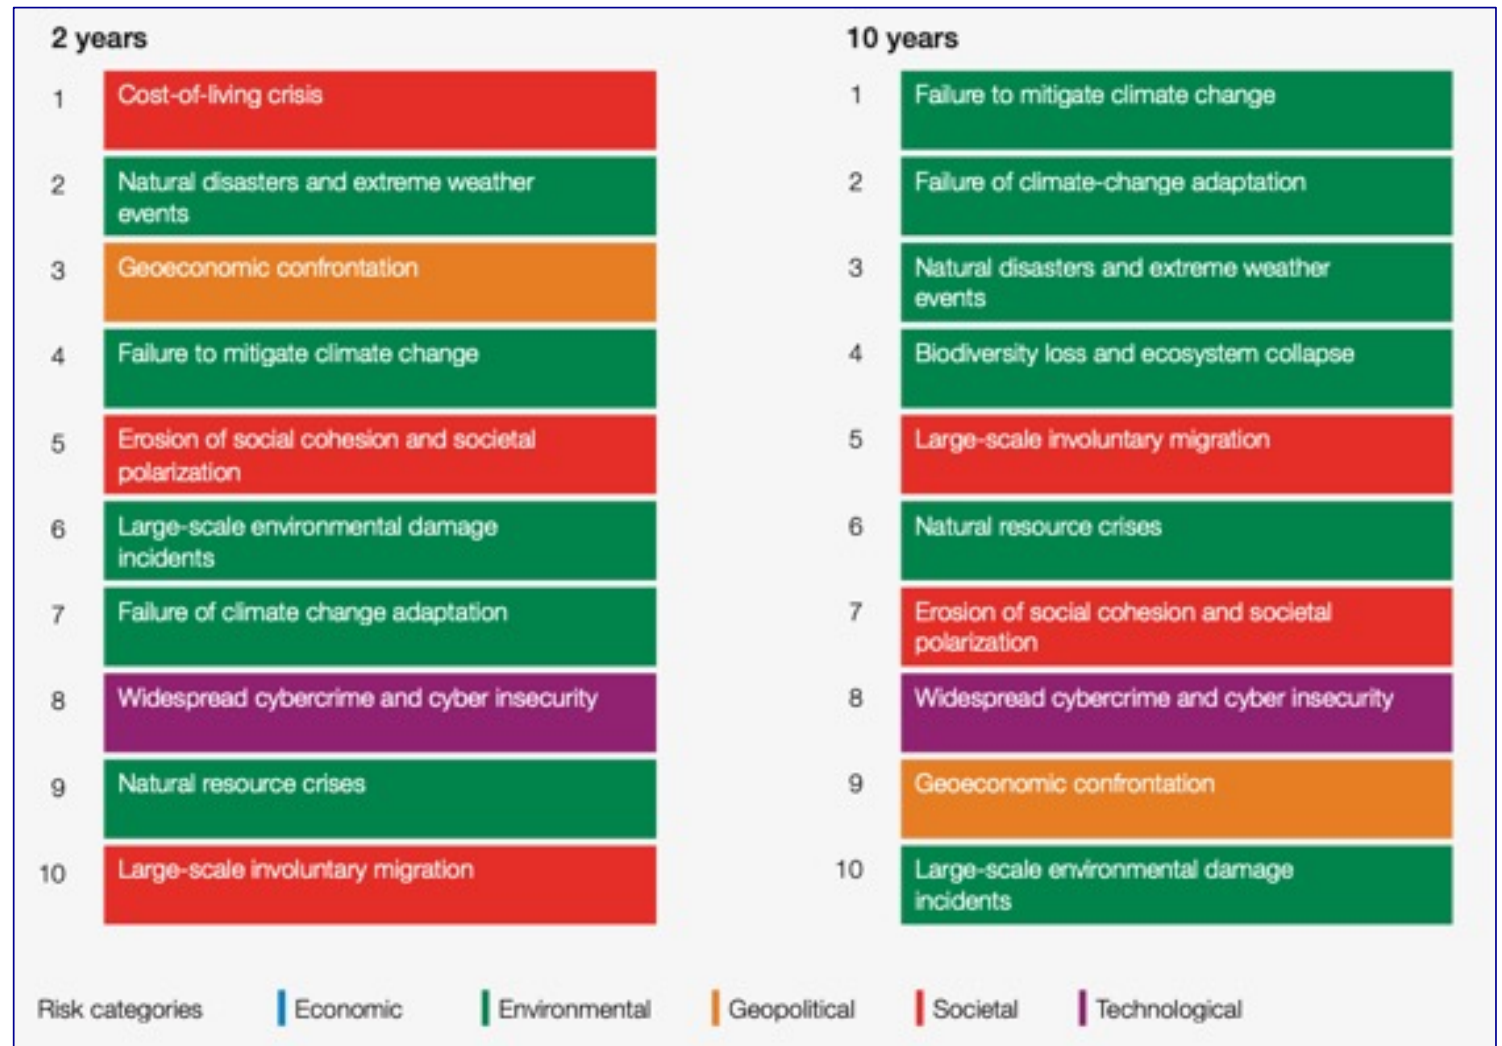 2 years
1 Cost-of-living crisis
2 Natural disasters and extreme weather
events
3 Geoeconomic confrontation
4 Failure to mitigate climate change
5 Erosion of social cohesion and societal
polarization
6 Large-scale environmental damage
incidents
7 Failure of climate change adaptation
8 Widespread cybercrime and cyber insecurity
9 Natural resource crises
10 Large-scale involuntary migration
10 years
1 Failure to mitigate climate change
2 Failure of climate-change adaptation
3 Natural disasters and extreme weather
events
4 Biodiversity loss and ecosystem collapse
5 Large-scale involuntary migration
6 Natural resource crises
7 Erosion of social cohesion and societal
polarization
8 Widespread cybercrime and cyber insecurity
9 Geoeconomic confrontation
10 Large-scale environmental damage
incidents
Risk categories Economic Environmental Geopolitical Societal Technological